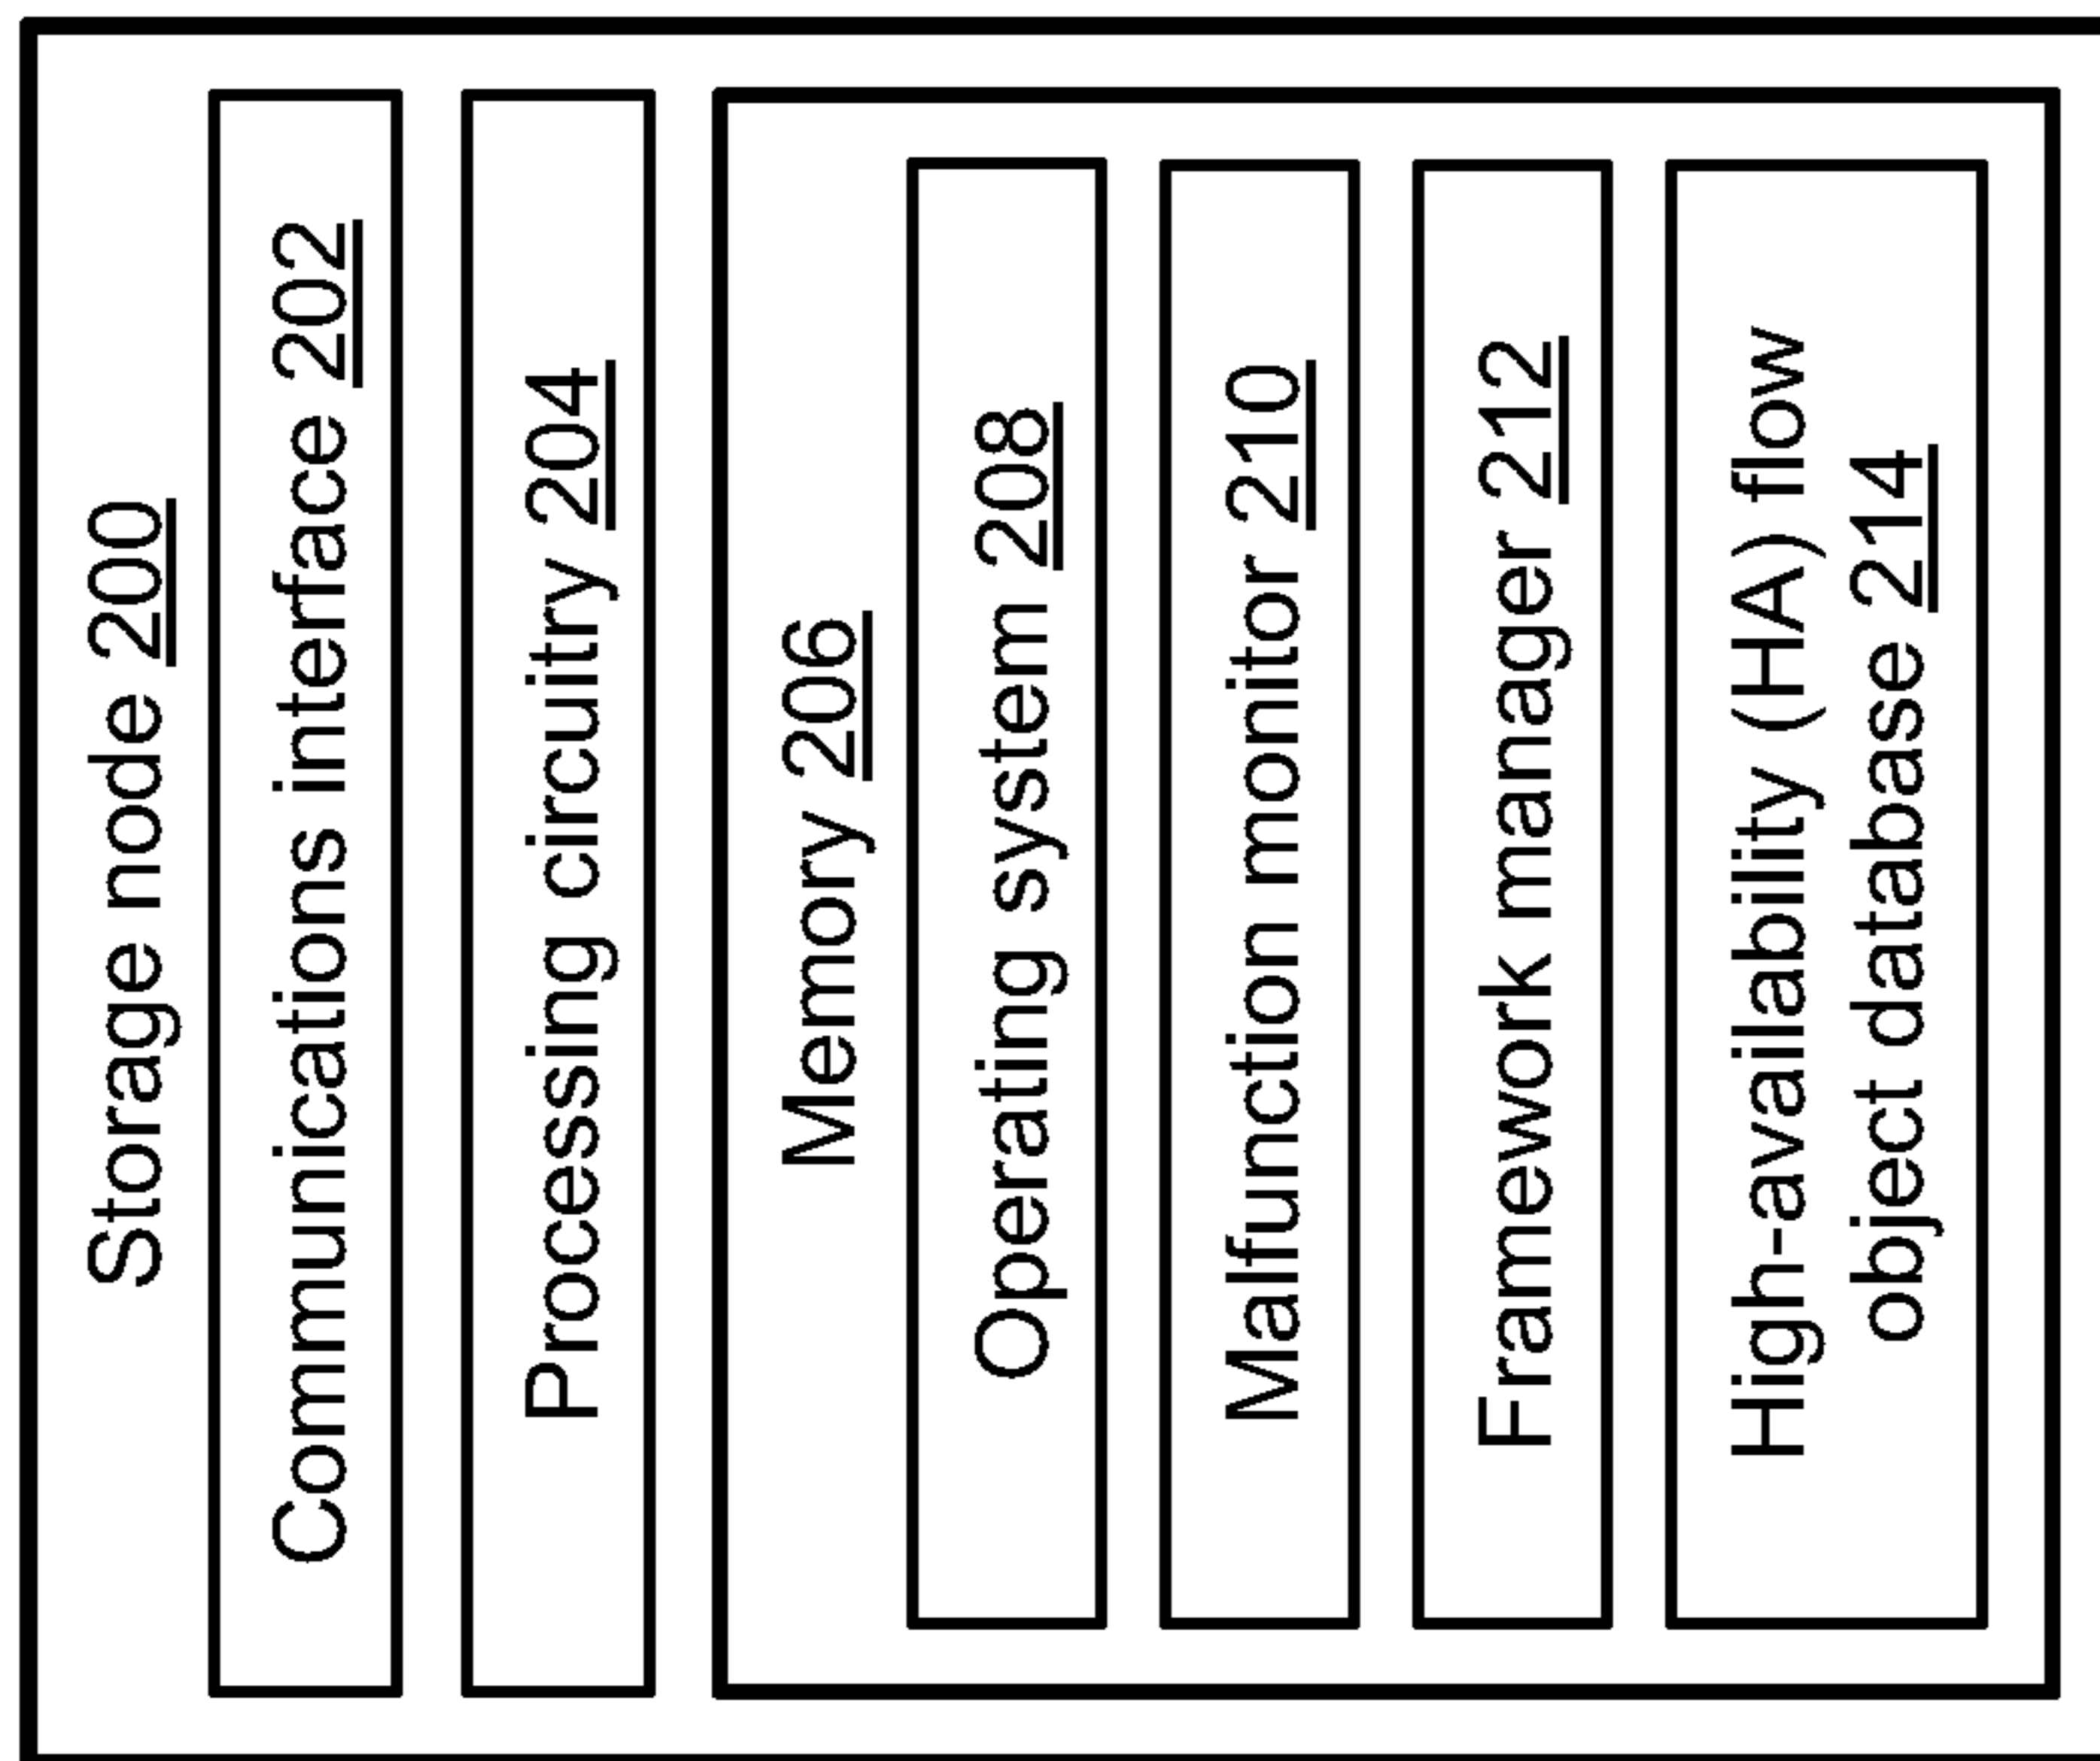 Storage node 200
Communications interface 202
Processing circuitry 204
Memory 206
Operating system 208
Malfunction monitor 210
Framework manager 212
High-availability (HA) flow
object database 214